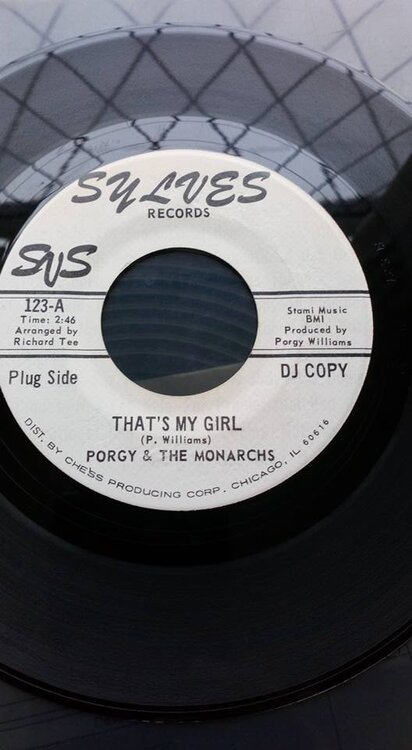 SYLVES
RECORDS
SVS
123-A
Time: 2:46
Arranged by
Richard Tee
Stami Music
BMI
Produced by
Porgy Williams
Plug Side
DJ COPY
THAT'S MY GIRL
(P. Williams)
PORGY & THE MONARCHS
DIST. BY CHESS PRODUCING CORP. CHICAGO, IL 60616